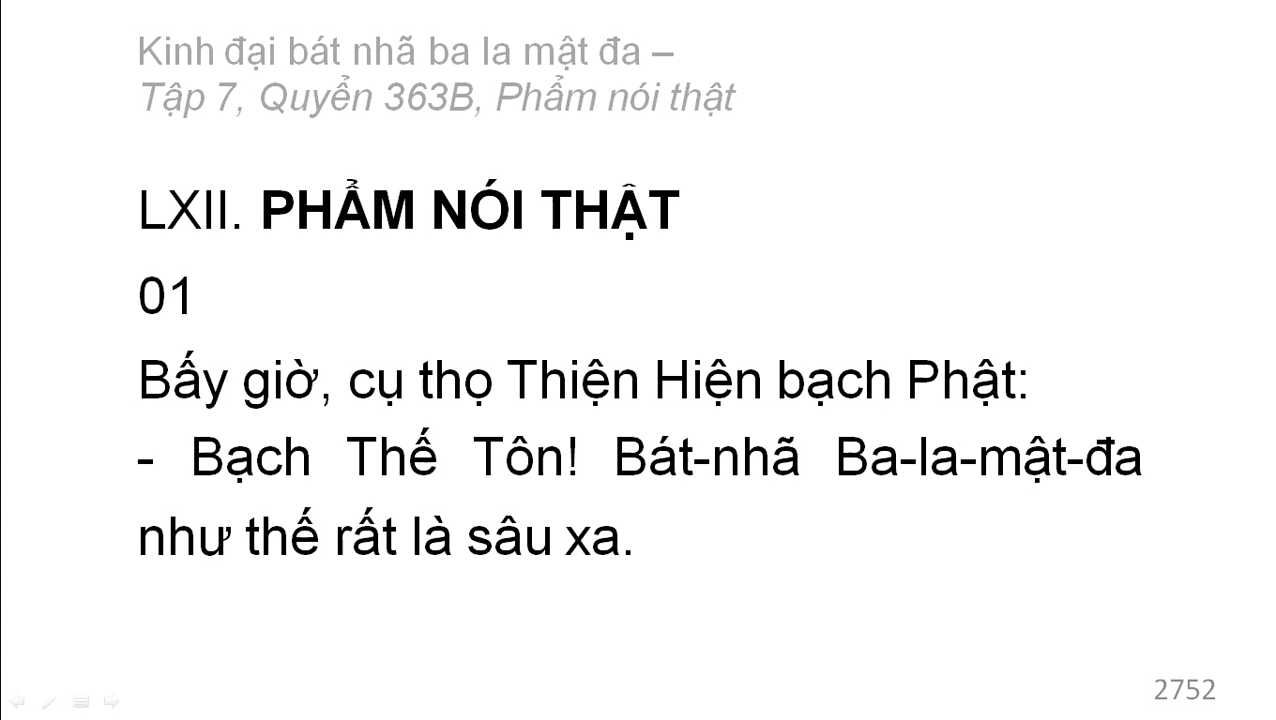 Kinh đại bát nhã ba la mật đa –
Tập 7, Quyển 363B, Phẩm nói thật
LXII. PHẨM NÓI THẬT
01
Bấy giờ, cụ thọ Thiện Hiện bạch Phật:
- Bạch Thế Tôn! Bát-nhã Ba-la-mật-đa
như thế rất là sâu xa.
2752